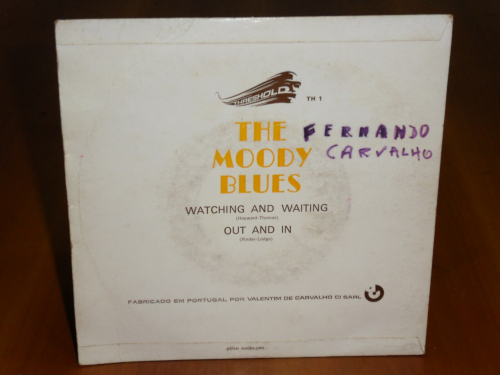 THRESHOLD
TH 1
THE FERNANDO
MOODY CARVALHO
BLUES
WATCHING AND WAITING
(Hayward-Thomas)
OUT AND IN
(Pinder-Lodge)
FABRICADO EM PORTUGAL POR VALENTIM DE CARVALHO CI SARL